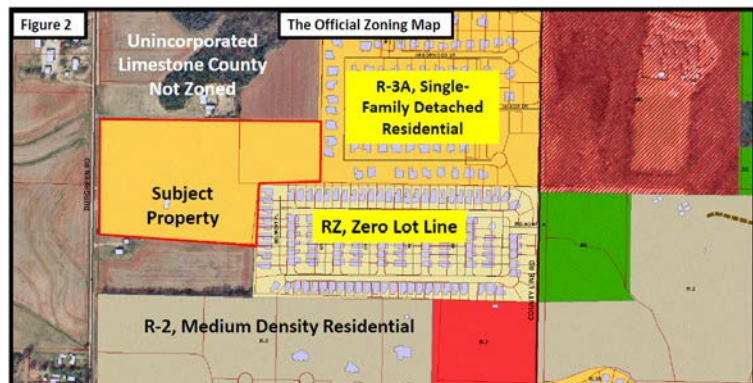 Figure 2
The Official Zoning Map
Unincorporated
Limestone County
Not Zoned
R-3A, Single-
Family Detached
Residential
Subject
Property
RZ, Zero Lot Line
R-2, Medium Density Residential